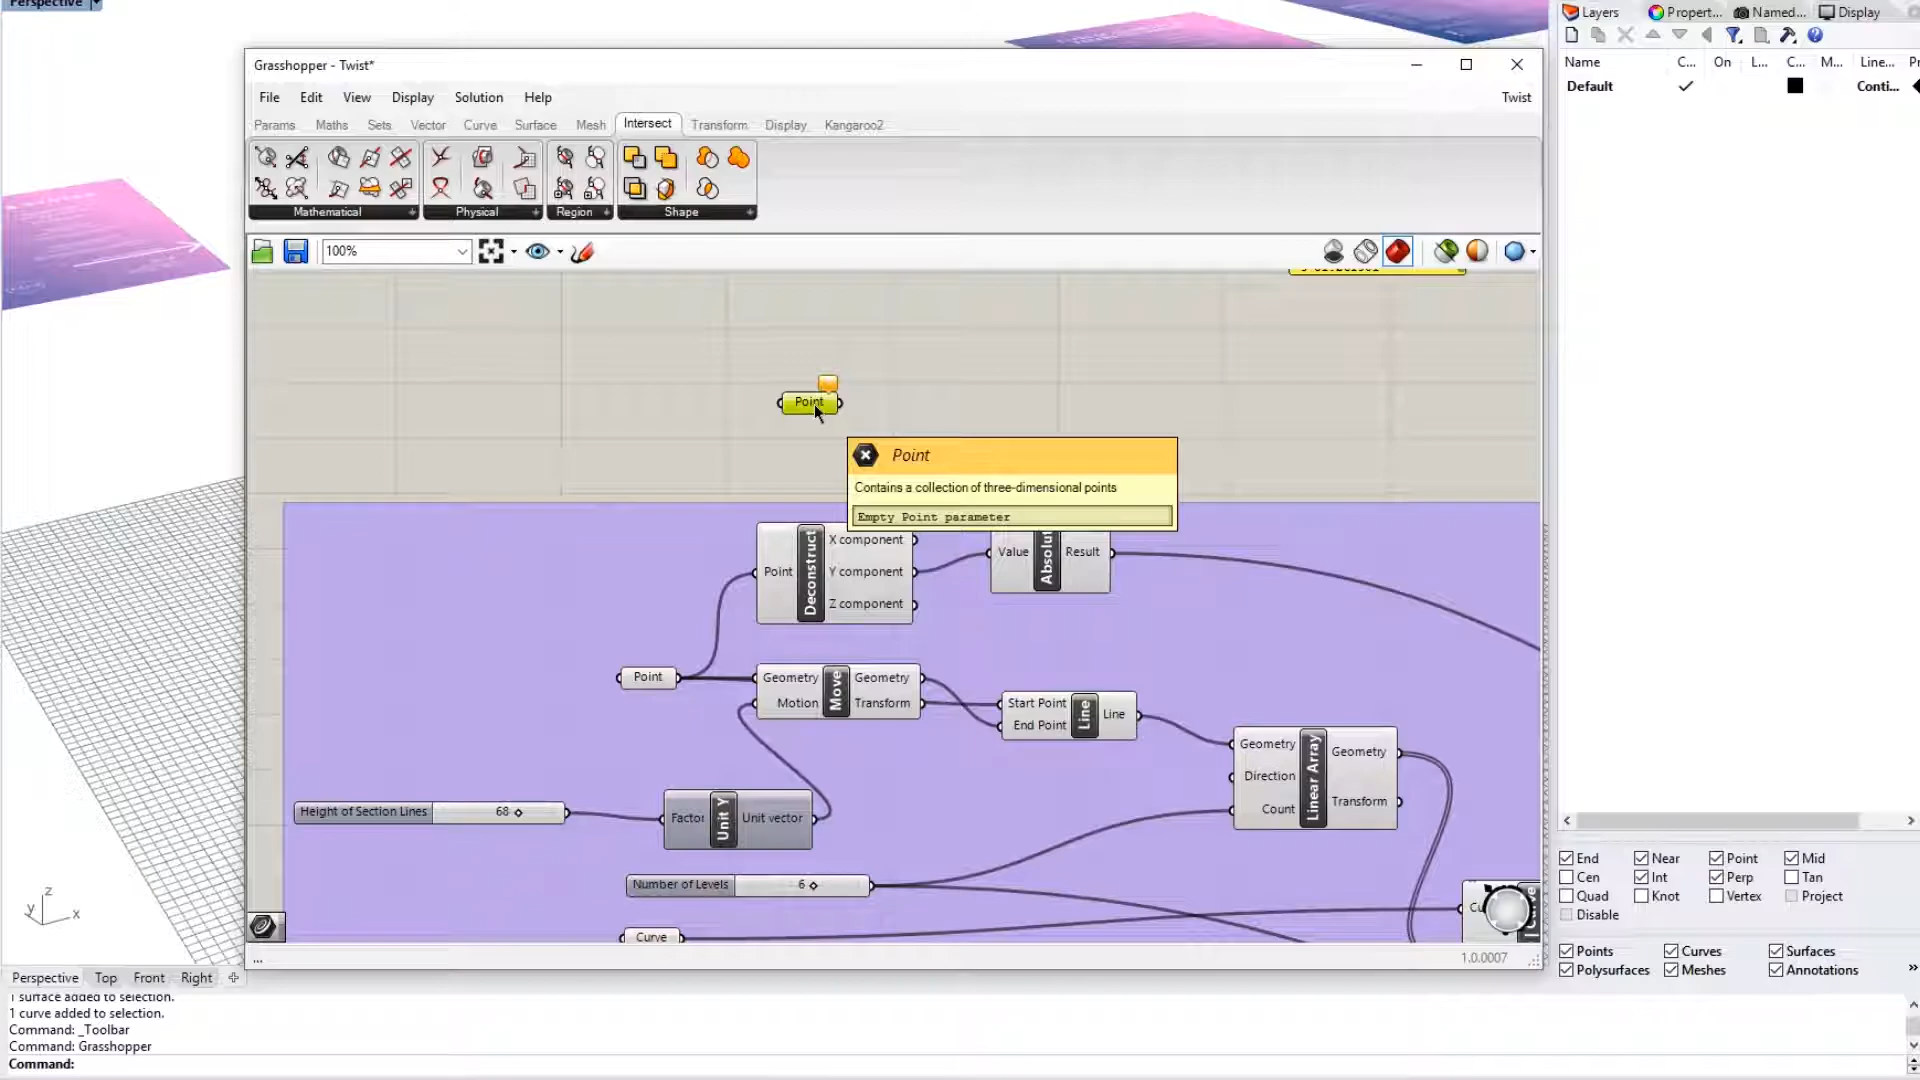 Perspective
Layers
Propert...
Named...
Display
Grasshopper - Twist*
File Edit View Display Solution Help
Twist
Params Maths Sets Vector Curve Surface Mesh Intersect Transform Display Kangaroo2
Name C... On L... C... M... Line...
Default Conti...
Mathematical Physical Region Shape
100%
Point
Point
Contains a collection of three-dimensional points
Empty Point parameter
Point Deconstruct X component
Y component
Z component
Value Absolut Result
Point
Geometry Move Geometry
Motion Transform
Start Point Line Line
End Point
Geometry Linear Array Geometry
Direction
Count Transform
Height of Section Lines 68
Factor Unit Y Unit vector
Number of Levels 6
Curve
...
1.0.0007
End Near Point Mid
Cen Int Perp Tan
Quad Knot Vertex Project
Disable
Points Curves Surfaces
Polysurfaces Meshes Annotations
z
y
x
Perspective Top Front Right
1 surface added to selection.
1 curve added to selection.
Command: _Toolbar
Command: Grasshopper
Command: